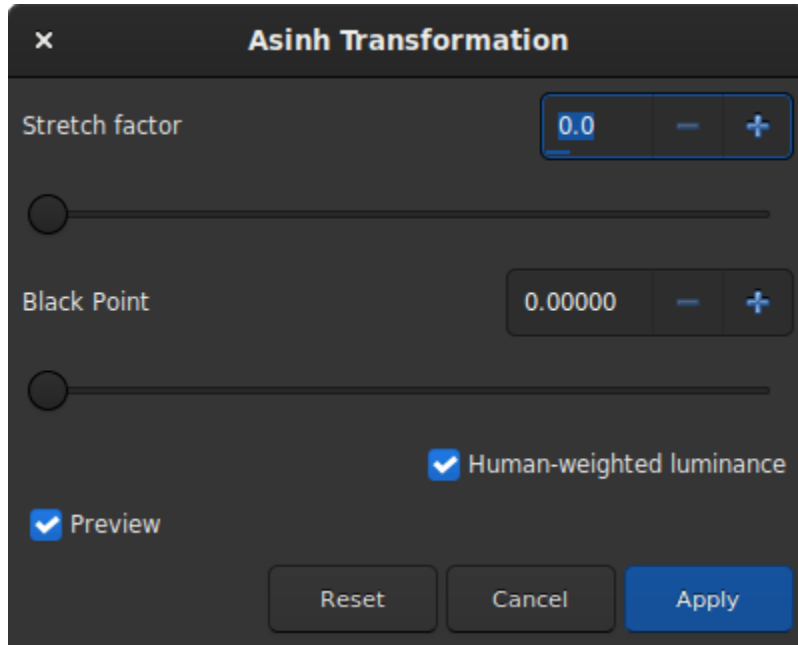 Asinh Transformation
Stretch factor 0.0
Black Point 0.00000
Human-weighted luminance
Preview
Reset Cancel Apply